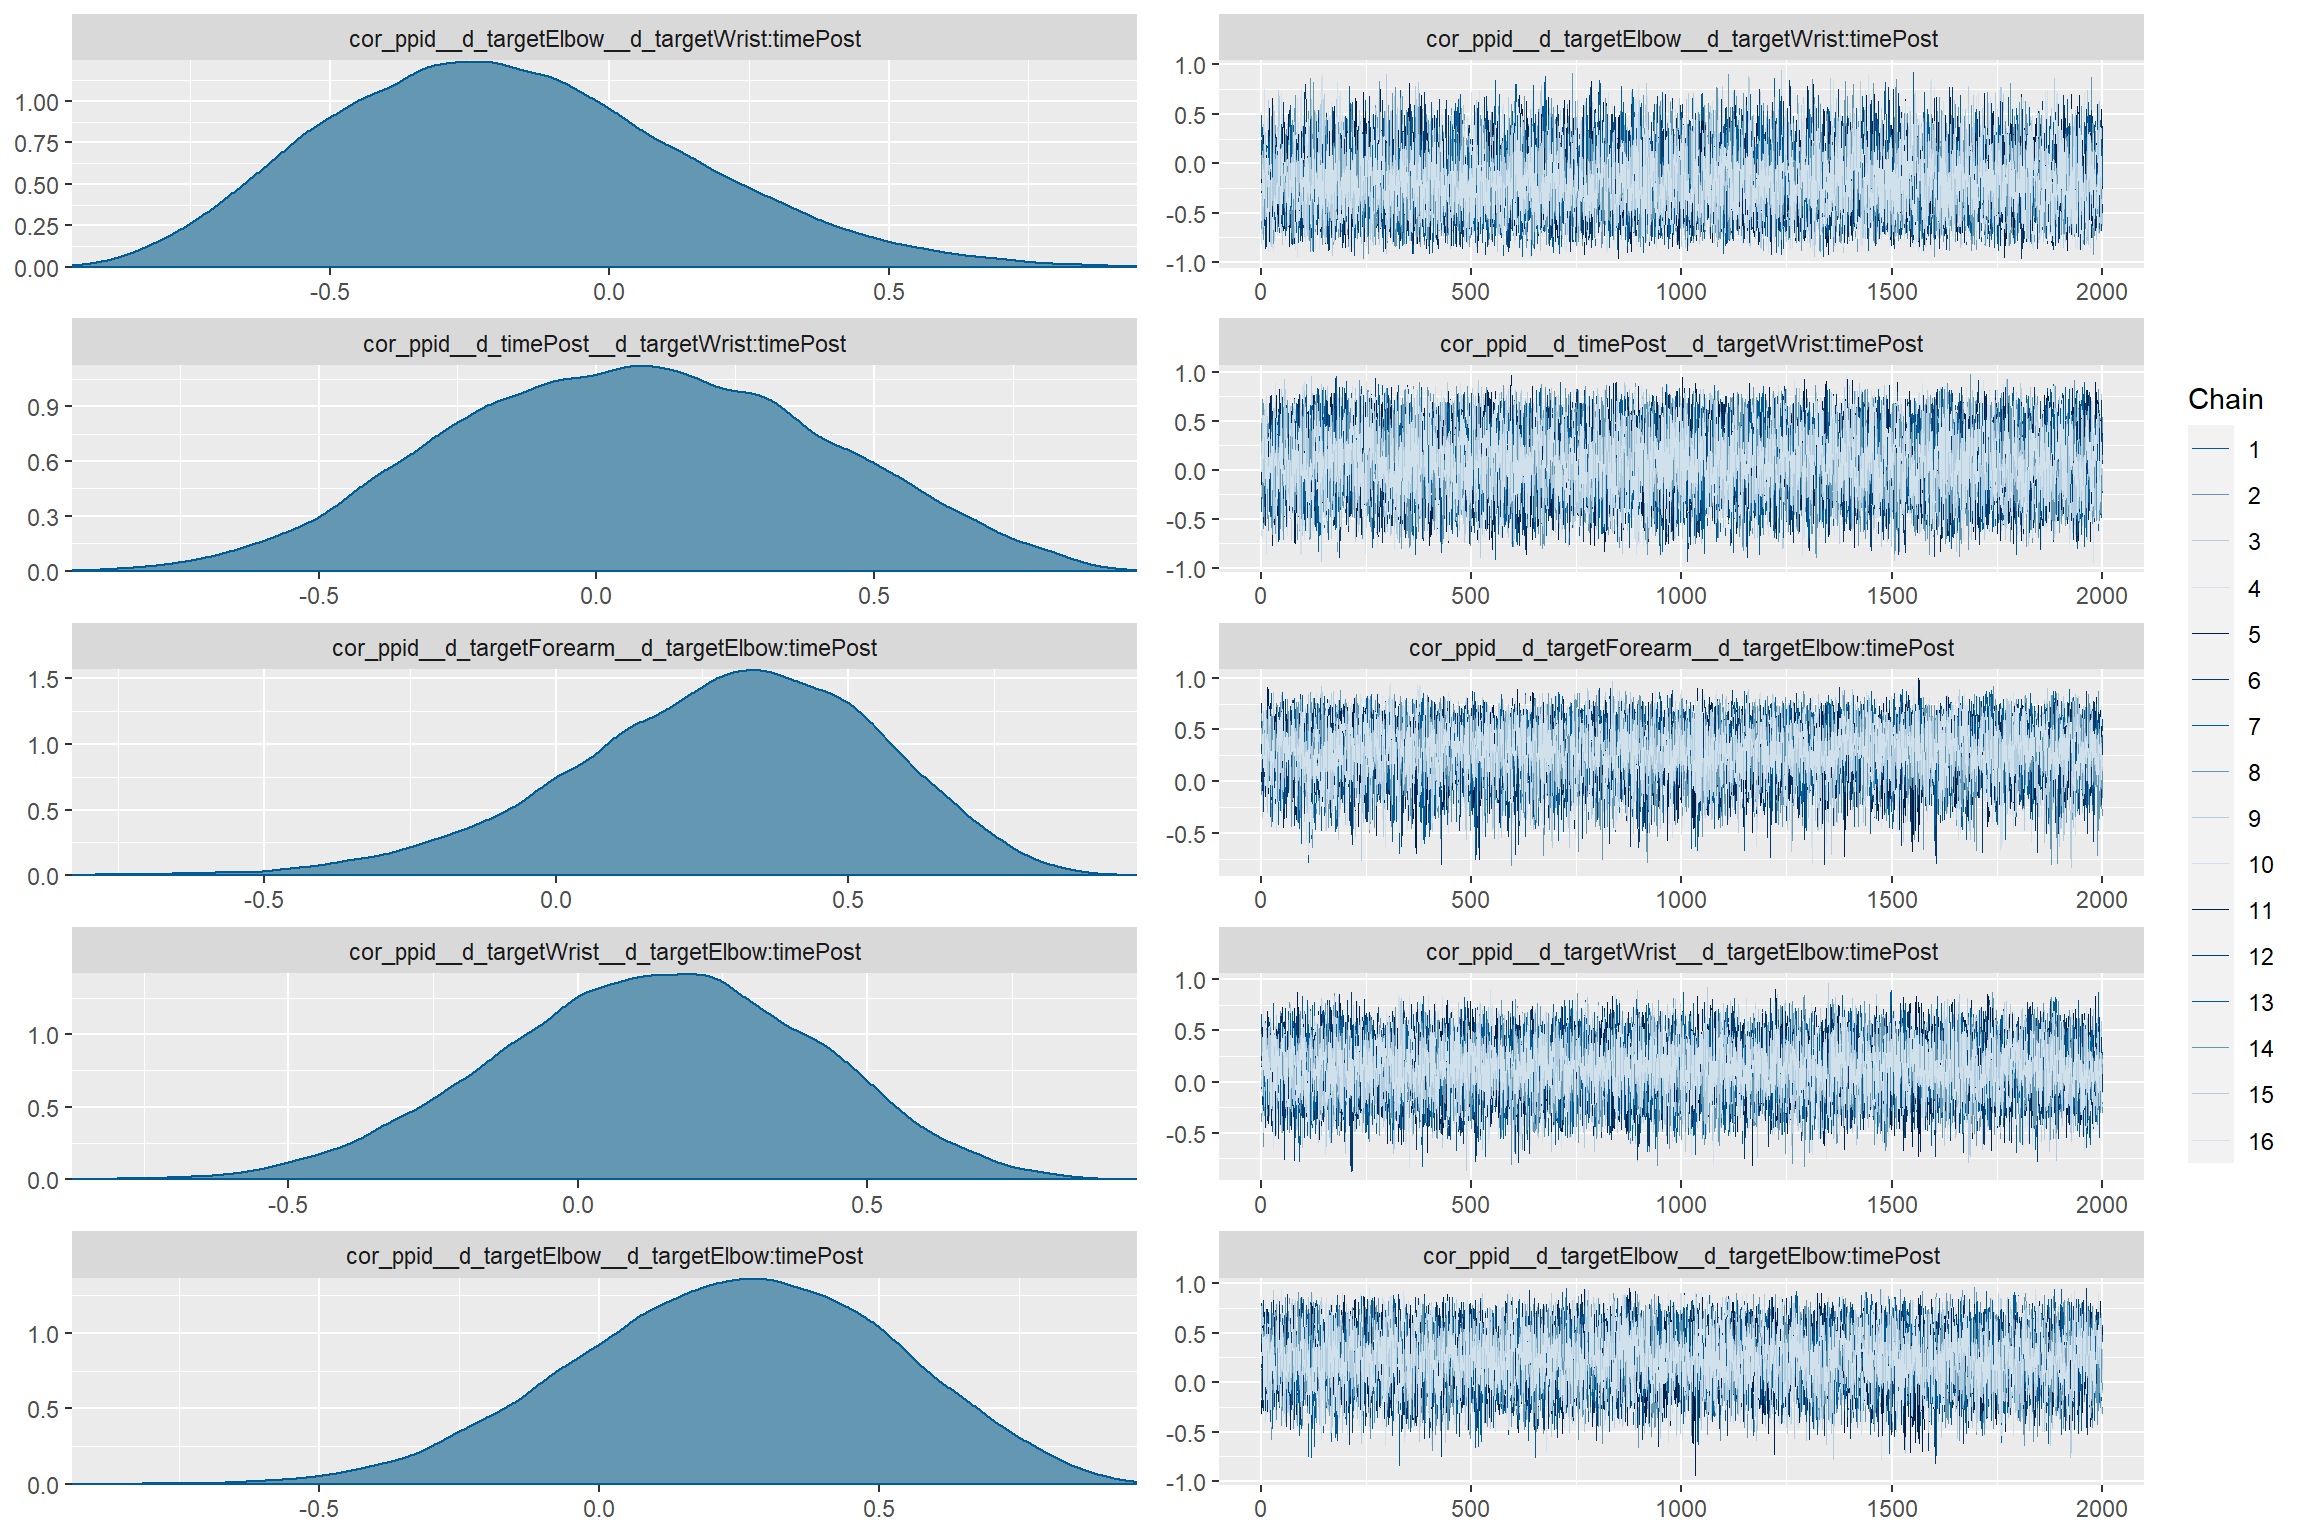 cor_ppid__d_targetElbow__d_targetWrist:timePost
1.00
0.75
0.50
0.25
0.00
-0.5 0.0 0.5
cor_ppid__d_targetElbow__d_targetWrist:timePost
1.0
0.5
0.0
-0.5
-1.0
0 500 1000 1500 2000
cor_ppid__d_timePost__d_targetWrist:timePost
0.9
0.6
0.3
0.0
-0.5 0.0 0.5
cor_ppid__d_timePost__d_targetWrist:timePost
1.0
0.5
0.0
-0.5
-1.0
0 500 1000 1500 2000
cor_ppid__d_targetForearm__d_targetElbow:timePost
1.5
1.0
0.5
0.0
-0.5 0.0 0.5
cor_ppid__d_targetForearm__d_targetElbow:timePost
1.0
0.5
0.0
-0.5
0 500 1000 1500 2000
cor_ppid__d_targetWrist__d_targetElbow:timePost
1.0
0.5
0.0
-0.5 0.0 0.5
cor_ppid__d_targetWrist__d_targetElbow:timePost
1.0
0.5
0.0
-0.5
0 500 1000 1500 2000
cor_ppid__d_targetElbow__d_targetElbow:timePost
1.0
0.5
0.0
-0.5 0.0 0.5
cor_ppid__d_targetElbow__d_targetElbow:timePost
1.0
0.5
0.0
-0.5
-1.0
0 500 1000 1500 2000
Chain
1
2
3
4
5
6
7
8
9
10
11
12
13
14
15
16